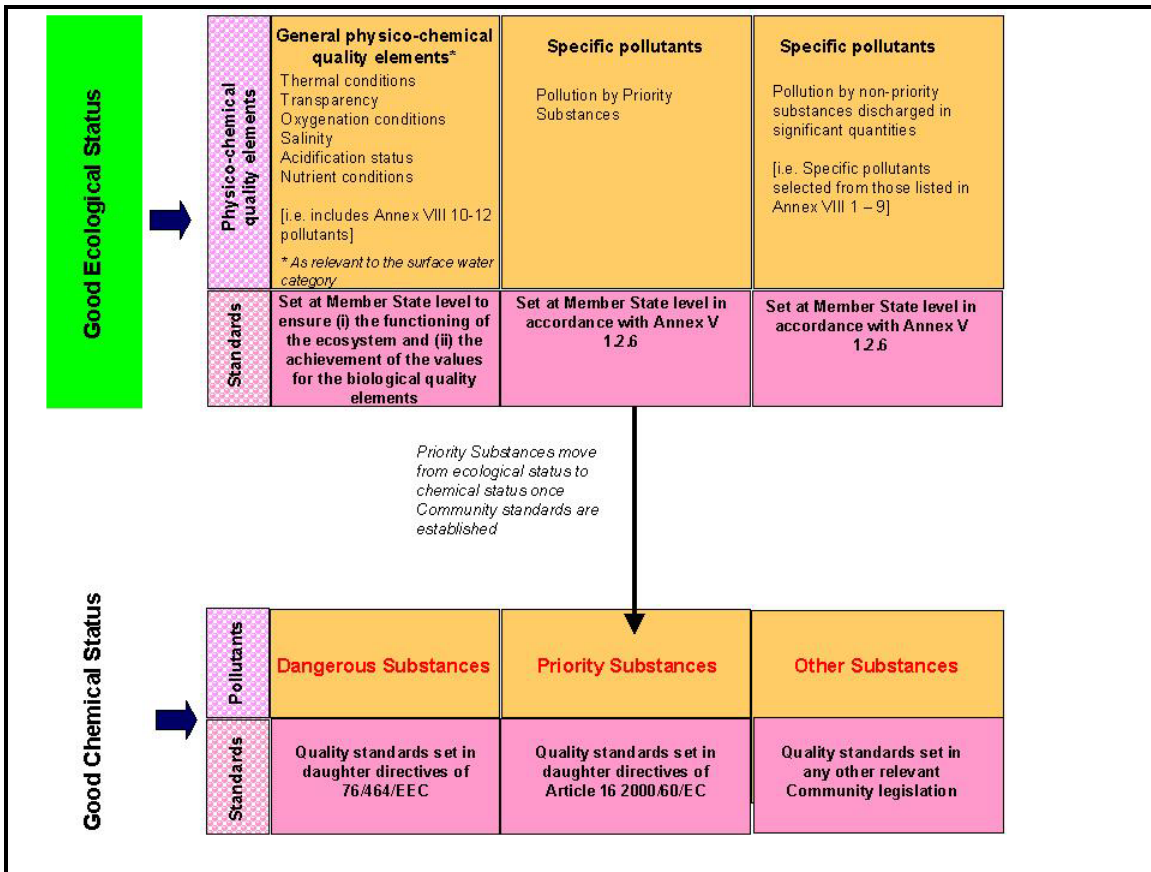 Good Ecological Status
Physico-chemical
quality elements
General physico-chemical
quality elements*
Thermal conditions
Transparency
Oxygenation conditions
Salinity
Acidification status
Nutrient conditions
[i.e. includes Annex VIII 10-12
pollutants]
* As relevant to the surface water
category
Specific pollutants
Pollution by Priority
Substances
Specific pollutants
Pollution by non-priority
substances discharged in
significant quantities
[i.e. Specific pollutants
selected from those listed in
Annex VIII 1 – 9]
Standards
Set at Member State level to
ensure (i) the functioning of
the ecosystem and (ii) the
achievement of the values
for the biological quality
elements
Set at Member State level in
accordance with Annex V
1.2.6
Set at Member State level in
accordance with Annex V
1.2.6
Priority Substances move
from ecological status to
chemical status once
Community standards are
established
Good Chemical Status
Pollutants
Dangerous Substances
Priority Substances
Other Substances
Standards
Quality standards set in
daughter directives of
76/464/EEC
Quality standards set in
daughter directives of
Article 16 2000/60/EC
Quality standards set in
any other relevant
Community legislation